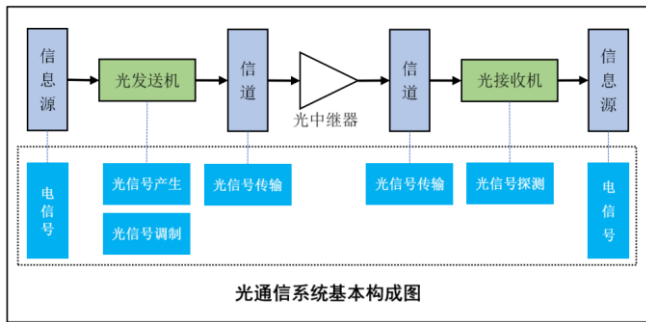 信息源
光发送机
信道
光中继器
信道
光接收机
信息源
电信号
光信号产生
光信号传输
光信号传输
光信号探测
电信号
光信号调制
光通信系统基本构成图